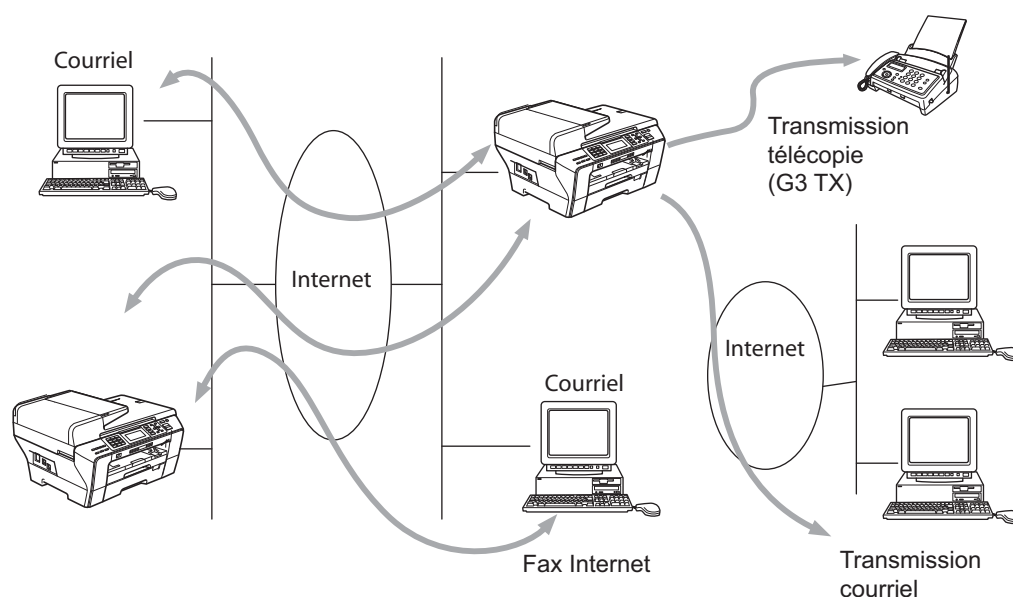 Courriel
Transmission
télécopie
(G3 TX)
Internet
Internet
Courriel
Fax Internet
Transmission
courriel